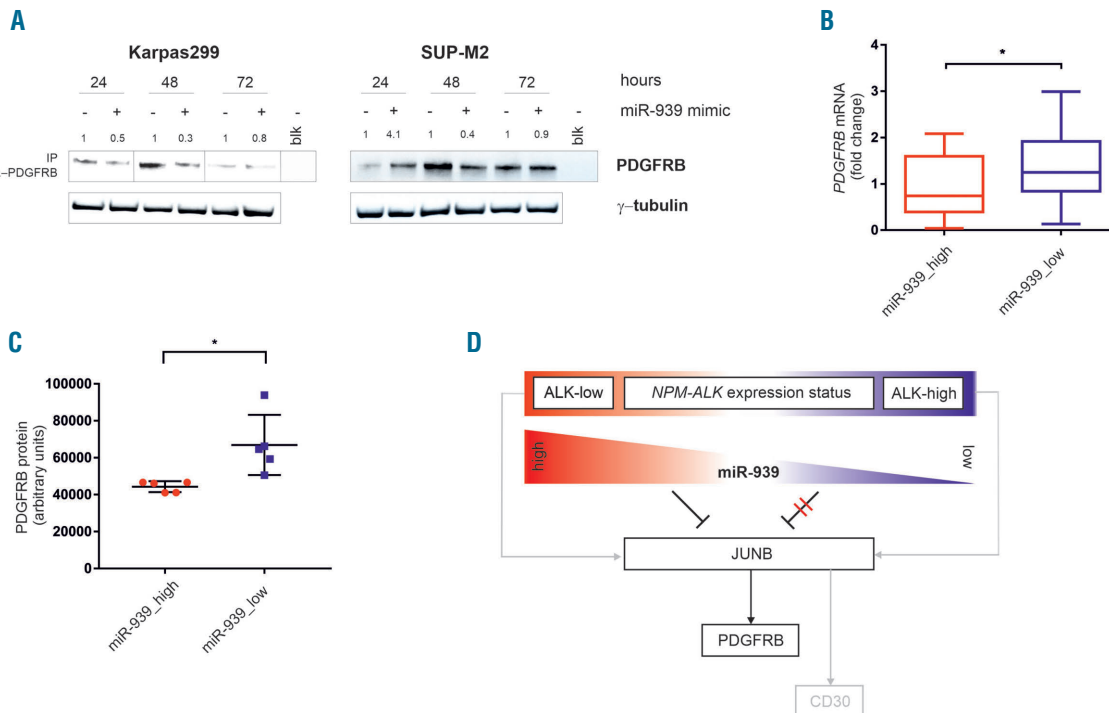 A
Karpas299
SUP-M2
24 48 72
24 48 72 hours
- + - + - + -
- + - + - + - miR-939 mimic
1 0.5 1 0.3 1 0.8 blk
1 4.1 1 0.4 1 0.9 blk
IP
–PDGFRB
PDGFRB
γ–tubulin
B
*
PDGFRB mRNA
(fold change)
4
3
2
1
0
miR-939_high
miR-939_low
C
*
PDGFRB protein
(arbitrary units)
100000
80000
60000
40000
20000
0
miR-939_high
miR-939_low
D
ALK-low NPM-ALK expression status ALK-high
high
miR-939
low
JUNB
PDGFRB
CD30